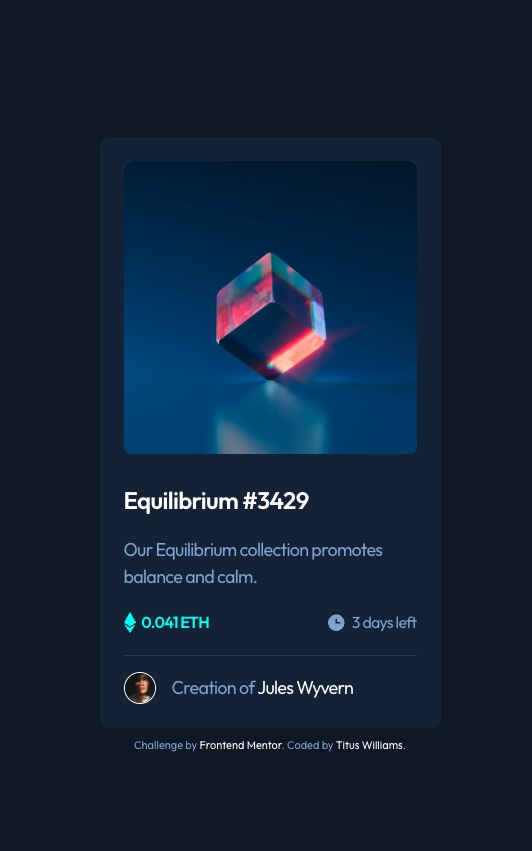 Equilibrium #3429
Our Equilibrium collection promotes
balance and calm.
0.041 ETH
3 days left
Creation of Jules Wyvern
Challenge by Frontend Mentor. Coded by Titus Williams.